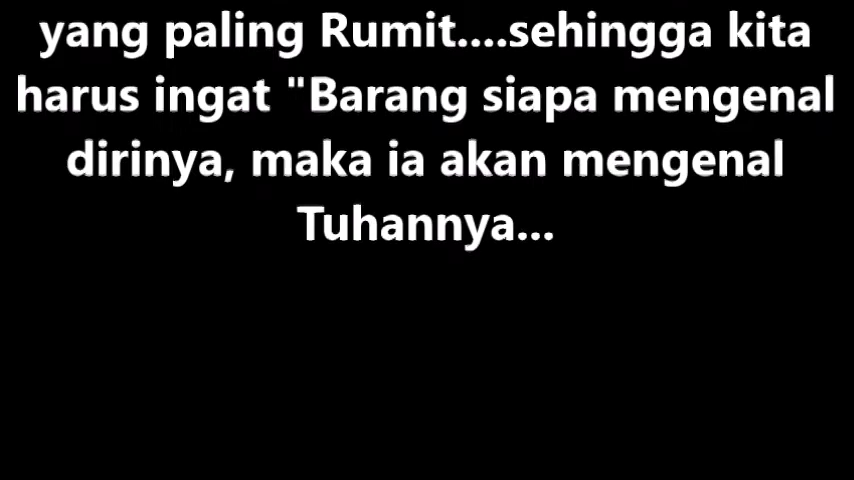 yang paling Rumit....sehingga kita
harus ingat "Barang siapa mengenal
dirinya, maka ia akan mengenal
Tuhannya...